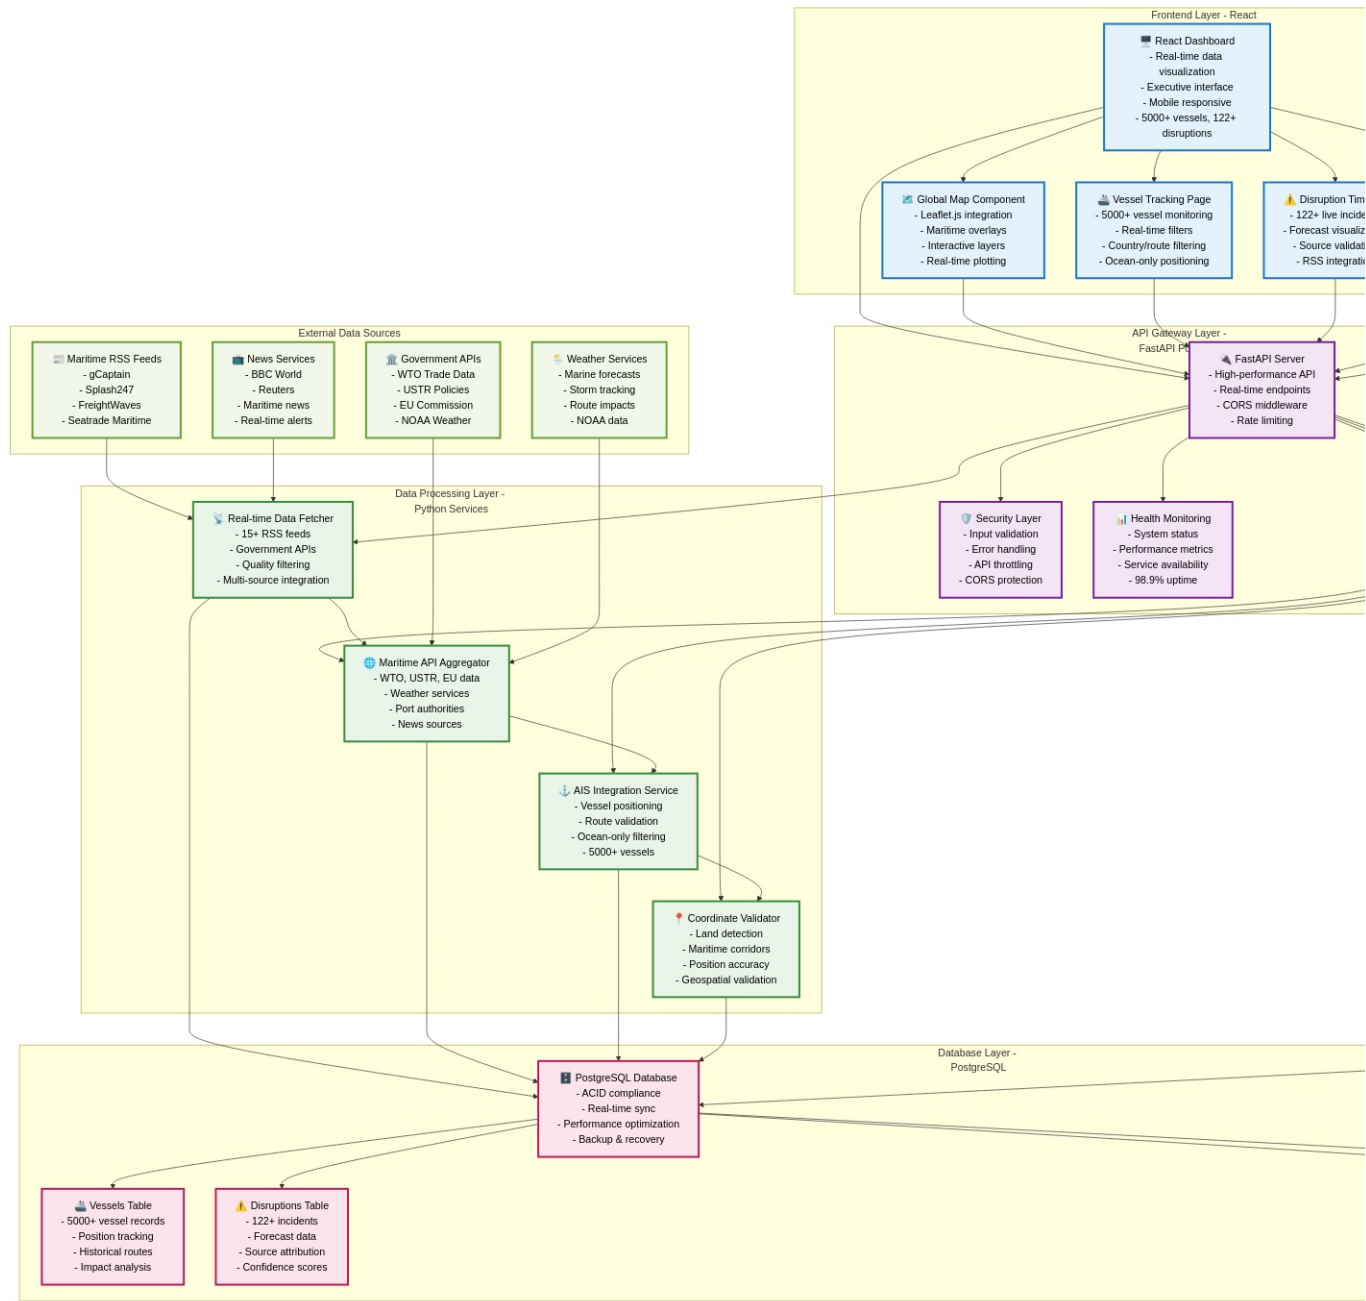 Frontend Layer - React
🖥️ React Dashboard
- Real-time data
visualization
- Executive interface
- Mobile responsive
- 5000+ vessels, 122+
disruptions
🗺️ Global Map Component
- Leaflet.js integration
- Maritime overlays
- Interactive layers
- Real-time plotting
🚢 Vessel Tracking Page
- 5000+ vessel monitoring
- Real-time filters
- Country/route filtering
- Ocean-only positioning
⚠️ Disruption
- 122+ live
- Forecast
- Source
- RSS
External Data Sources
📰 Maritime RSS Feeds
- gCaptain
- Splash247
- FreightWaves
- Seatrade Maritime
📺 News Services
- BBC World
- Reuters
- Maritime news
- Real-time alerts
🏛️ Government APIs
- WTO Trade Data
- USTR Policies
- EU Commission
- NOAA Weather
🌦️ Weather Services
- Marine forecasts
- Storm tracking
- Route impacts
- NOAA data
API Gateway Layer -
FastAPI
🔌 FastAPI Server
- High-performance API
- Real-time endpoints
- CORS middleware
- Rate limiting
🛡️ Security Layer
- Input validation
- Error handling
- API throttling
- CORS protection
📊 Health Monitoring
- System status
- Performance metrics
- Service availability
- 98.9% uptime
Data Processing Layer -
Python Services
📡 Real-time Data Fetcher
- 15+ RSS feeds
- Government APIs
- Quality filtering
- Multi-source integration
🌐 Maritime API Aggregator
- WTO, USTR, EU data
- Weather services
- Port authorities
- News sources
⚓ AIS Integration Service
- Vessel positioning
- Route validation
- Ocean-only filtering
- 5000+ vessels
📍 Coordinate Validator
- Land detection
- Maritime corridors
- Position accuracy
- Geospatial validation
Database Layer -
PostgreSQL
🗄️ PostgreSQL Database
- ACID compliance
- Real-time sync
- Performance optimization
- Backup & recovery
🚢 Vessels Table
- 5000+ vessel records
- Position tracking
- Historical routes
- Impact analysis
⚠️ Disruptions Table
- 122+ incidents
- Forecast data
- Source attribution
- Confidence scores